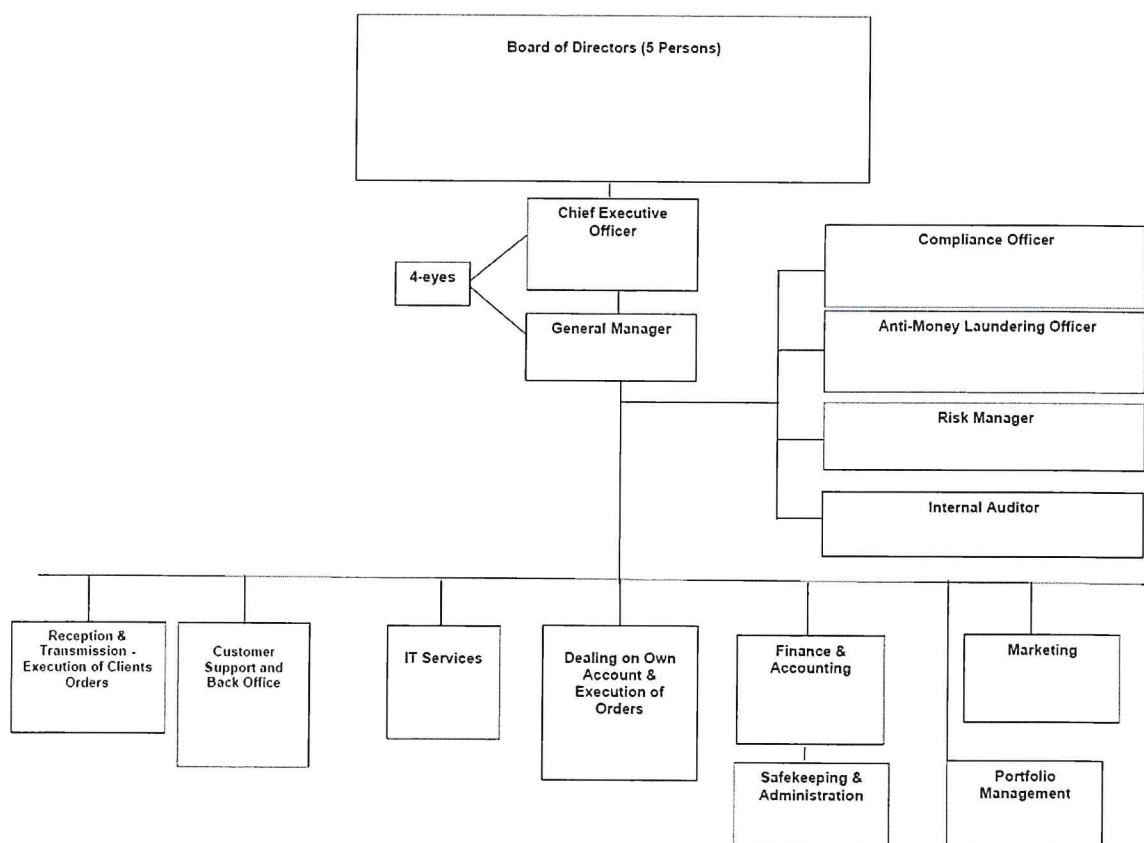 Board of Directors (5 Persons)
Chief Executive
Officer
4-eyes
General Manager
Compliance Officer
Anti-Money Laundering Officer
Risk Manager
Internal Auditor
Reception &
Transmission -
Execution of Clients
Orders
Customer
Support and
Back Office
IT Services
Dealing on Own
Account &
Execution of
Orders
Finance &
Accounting
Marketing
Safekeeping &
Administration
Portfolio
Management